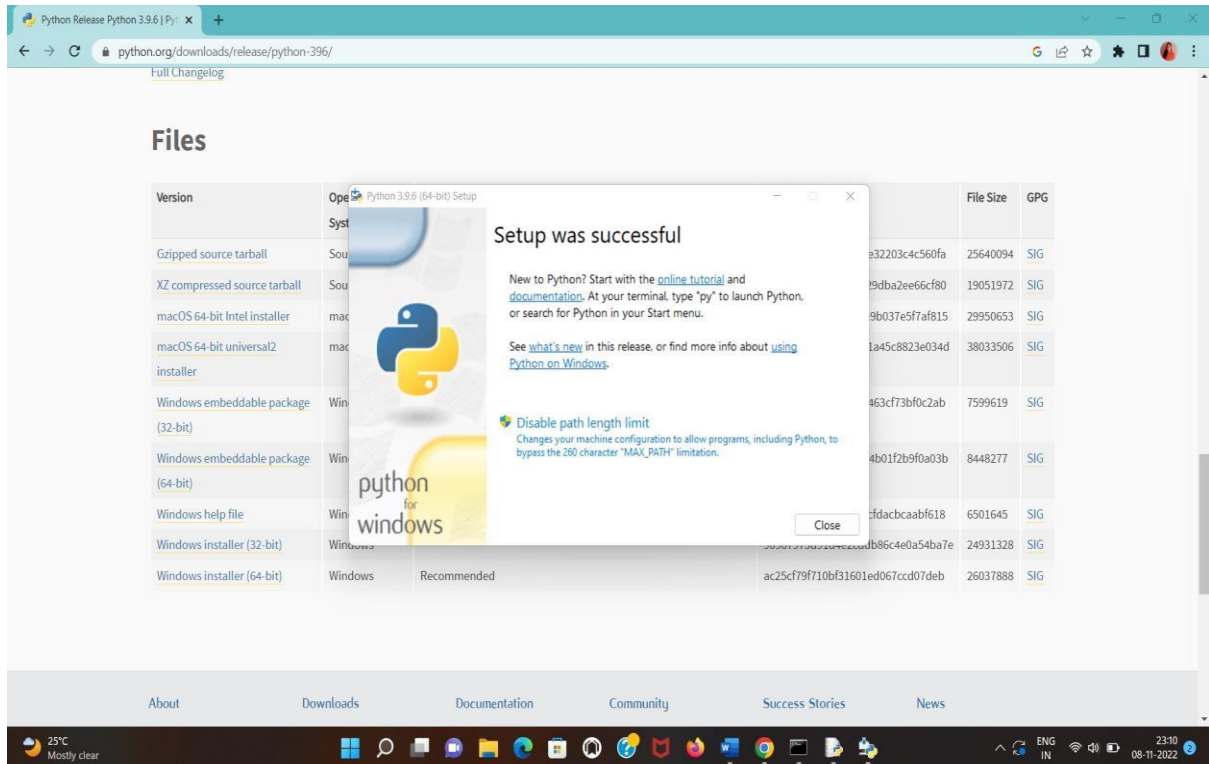 Python Release Python 3.9.6 | Pyt
python.org/downloads/release/python-396/
Full Changelog
Files
Version
Ope
Syst
File Size
GPG
Python 3.9.6 (64-bit) Setup
Setup was successful
New to Python? Start with the online tutorial and
documentation. At your terminal, type "py" to launch Python,
or search for Python in your Start menu.
See what's new in this release, or find more info about using
Python on Windows.
Disable path length limit
Changes your machine configuration to allow programs, including Python, to
bypass the 260 character "MAX_PATH" limitation.
python
for
windows
Close
Gzipped source tarball Sou e32203c4c560fa 25640094 SIG
XZ compressed source tarball Sou 29dba2ee66cf80 19051972 SIG
macOS 64-bit Intel installer mac 9b037e5f7af815 29950653 SIG
macOS 64-bit universal2 mac 1a45c8823e034d 38033506 SIG
installer
Windows embeddable package Win 463cf73bf0c2ab 7599619 SIG
(32-bit)
Windows embeddable package Win 4b01f2b9f0a03b 8448277 SIG
(64-bit)
Windows help file Win cfdacbcaabf618 6501645 SIG
Windows installer (32-bit) Windows 24931328 SIG
Windows installer (64-bit) Windows Recommended ac25cf79f710bf31601ed067ccd07deb 26037888 SIG
About Downloads Documentation Community Success Stories News
25°C
Mostly clear
ENG
IN
23:10
08-11-2022
2